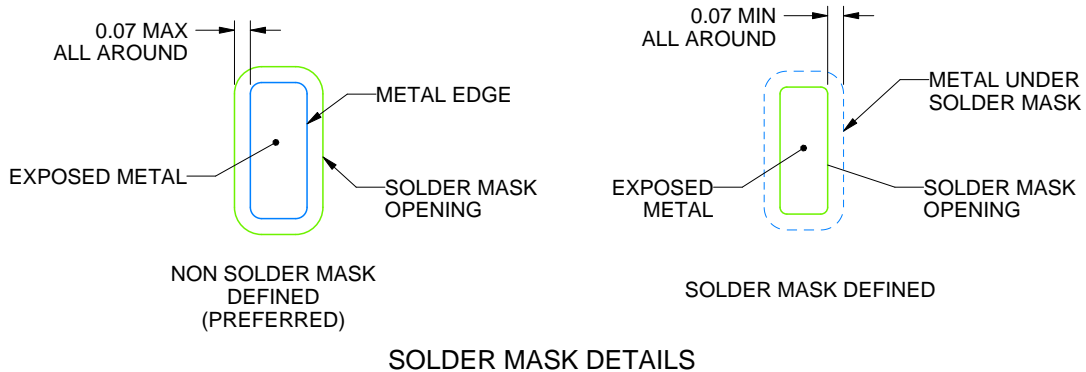 0.07 MAX
ALL AROUND
METAL EDGE
EXPOSED METAL
SOLDER MASK
OPENING
NON SOLDER MASK
DEFINED
(PREFERRED)
0.07 MIN
ALL AROUND
METAL UNDER
SOLDER MASK
EXPOSED
METAL
SOLDER MASK
OPENING
SOLDER MASK DEFINED
SOLDER MASK DETAILS